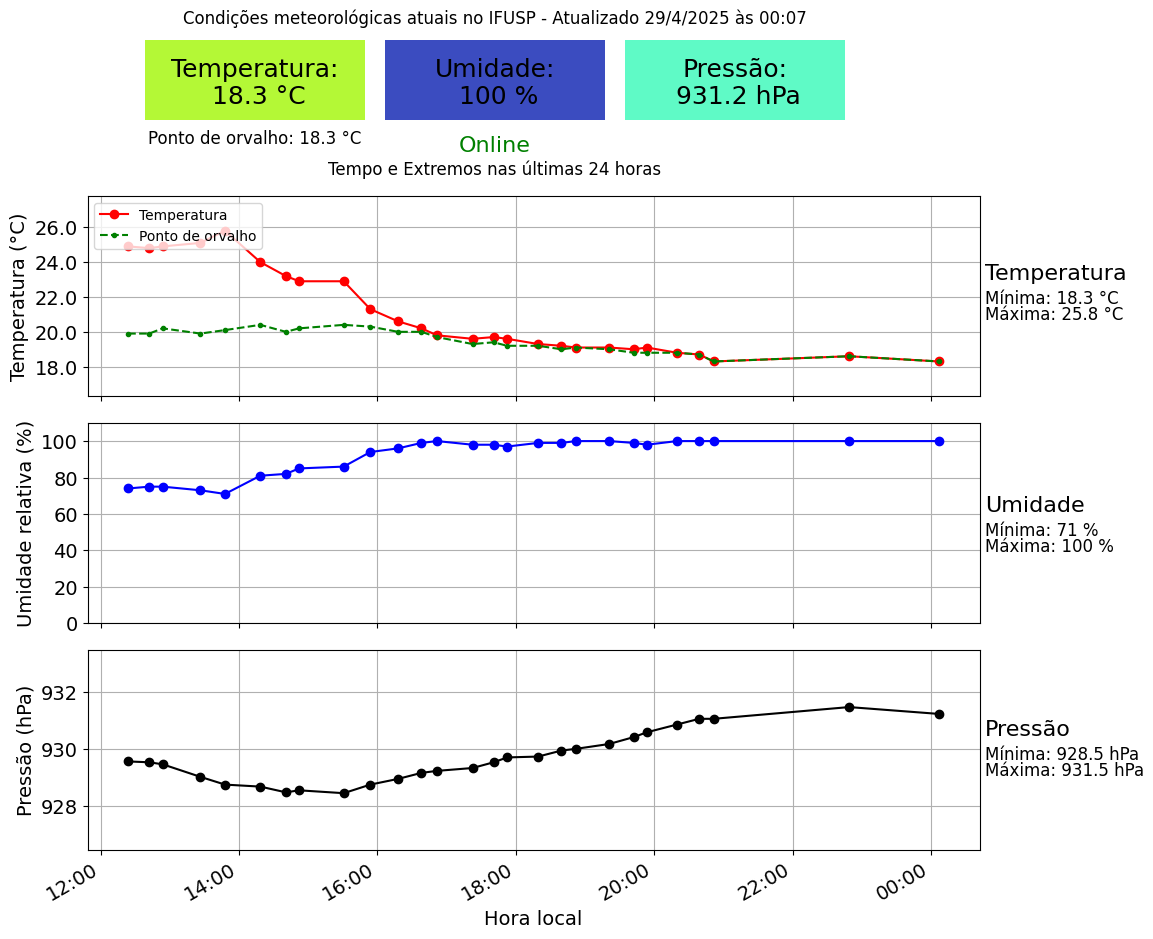 Condições meteorológicas atuais no IFUSP - Atualizado 29/4/2025 às 00:07
Temperatura:
18.3 °C
Umidade:
100 %
Pressão:
931.2 hPa
Ponto de orvalho: 18.3 °C
Online
Tempo e Extremos nas últimas 24 horas
Temperatura (°C)
26.0
24.0
22.0
20.0
18.0
Temperatura
Ponto de orvalho
Temperatura
Mínima: 18.3 °C
Máxima: 25.8 °C
Umidade relativa (%)
100
80
60
40
20
0
Umidade
Mínima: 71 %
Máxima: 100 %
Pressão (hPa)
932
930
928
Pressão
Mínima: 928.5 hPa
Máxima: 931.5 hPa
12:00
14:00
16:00
18:00
20:00
22:00
00:00
Hora local